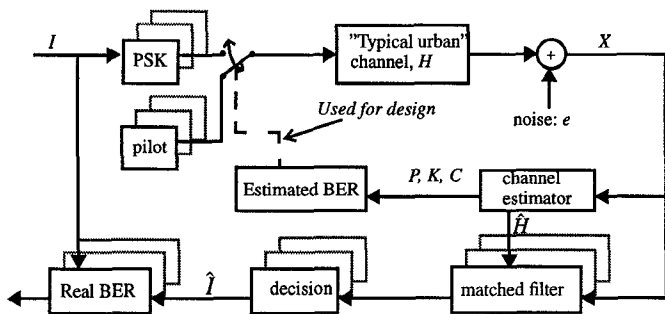 I
PSK
pilot
"Typical urban"
channel, H
+
X
noise: e
Used for design
Estimated BER
P, K, C
channel
estimator
Ĥ
Real BER
Î
decision
matched filter